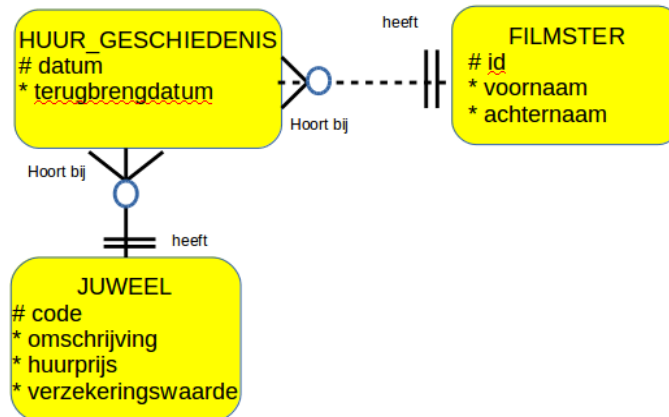 HUUR_GESCHIEDENIS
# datum
* terugbrengdatum
heeft
FILMSTER
# id
* voornaam
* achternaam
Hoort bij
Hoort bij
heeft
JUWEEL
# code
* omschrijving
* huurprijs
* verzekeringswaarde